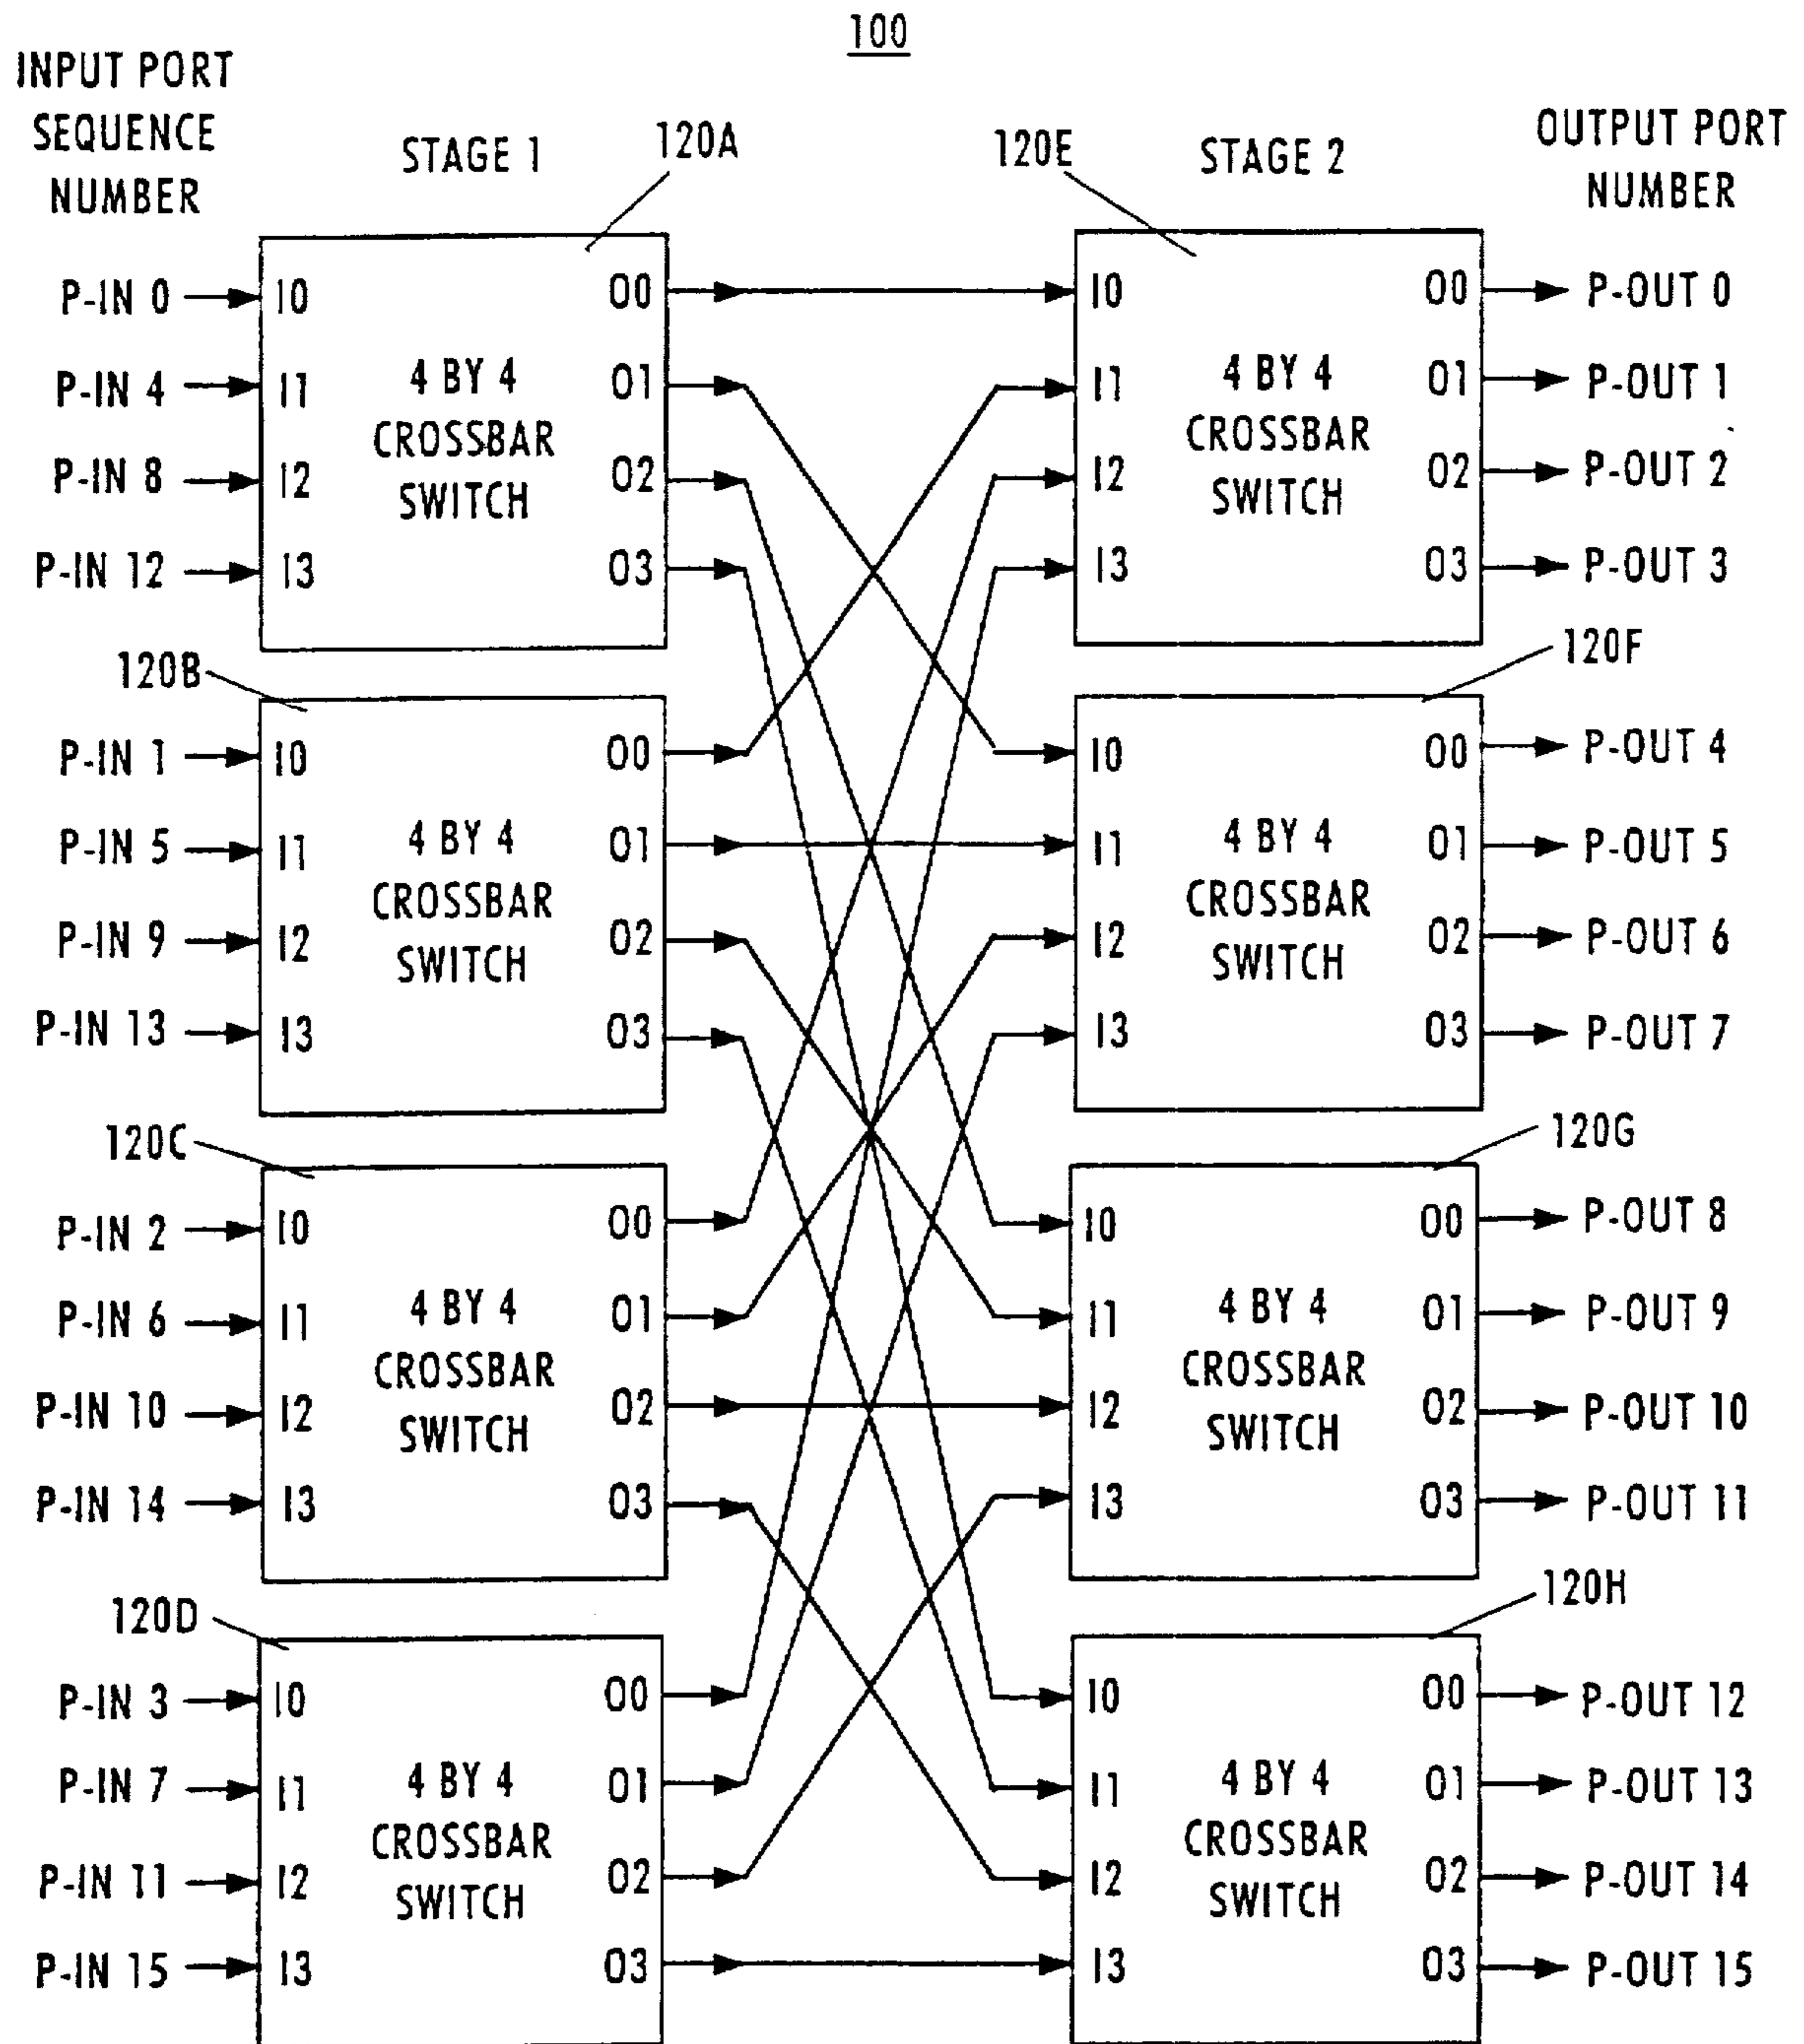 100
INPUT PORT
SEQUENCE
NUMBER
STAGE 1
120A
120E
STAGE 2
OUTPUT PORT
NUMBER
P-IN 0
P-IN 4
P-IN 8
P-IN 12
I0
I1
I2
I3
4 BY 4
CROSSBAR
SWITCH
O0
O1
O2
O3
I0
I1
I2
I3
4 BY 4
CROSSBAR
SWITCH
O0
O1
O2
O3
P-OUT 0
P-OUT 1
P-OUT 2
P-OUT 3
120B
120F
P-IN 1
P-IN 5
P-IN 9
P-IN 13
I0
I1
I2
I3
4 BY 4
CROSSBAR
SWITCH
O0
O1
O2
O3
I0
I1
I2
I3
4 BY 4
CROSSBAR
SWITCH
O0
O1
O2
O3
P-OUT 4
P-OUT 5
P-OUT 6
P-OUT 7
120C
120G
P-IN 2
P-IN 6
P-IN 10
P-IN 14
I0
I1
I2
I3
4 BY 4
CROSSBAR
SWITCH
O0
O1
O2
O3
I0
I1
I2
I3
4 BY 4
CROSSBAR
SWITCH
O0
O1
O2
O3
P-OUT 8
P-OUT 9
P-OUT 10
P-OUT 11
120D
120H
P-IN 3
P-IN 7
P-IN 11
P-IN 15
I0
I1
I2
I3
4 BY 4
CROSSBAR
SWITCH
O0
O1
O2
O3
I0
I1
I2
I3
4 BY 4
CROSSBAR
SWITCH
O0
O1
O2
O3
P-OUT 12
P-OUT 13
P-OUT 14
P-OUT 15